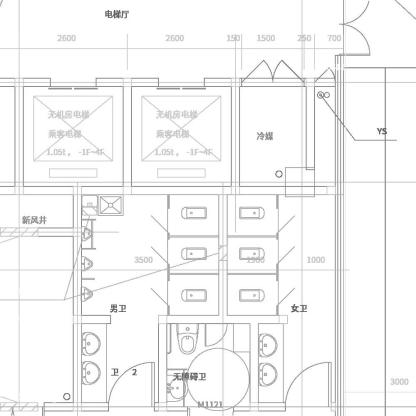 电梯厅
2600
2600
150
1500
250
700
无机房电梯
乘客电梯
1.05t， -1F~4F
无机房电梯
乘客电梯
1.05t， -1F~4F
冷媒
YS
新风井
3500
1000
男卫
女卫
卫 2
无障碍卫
M1121
3000